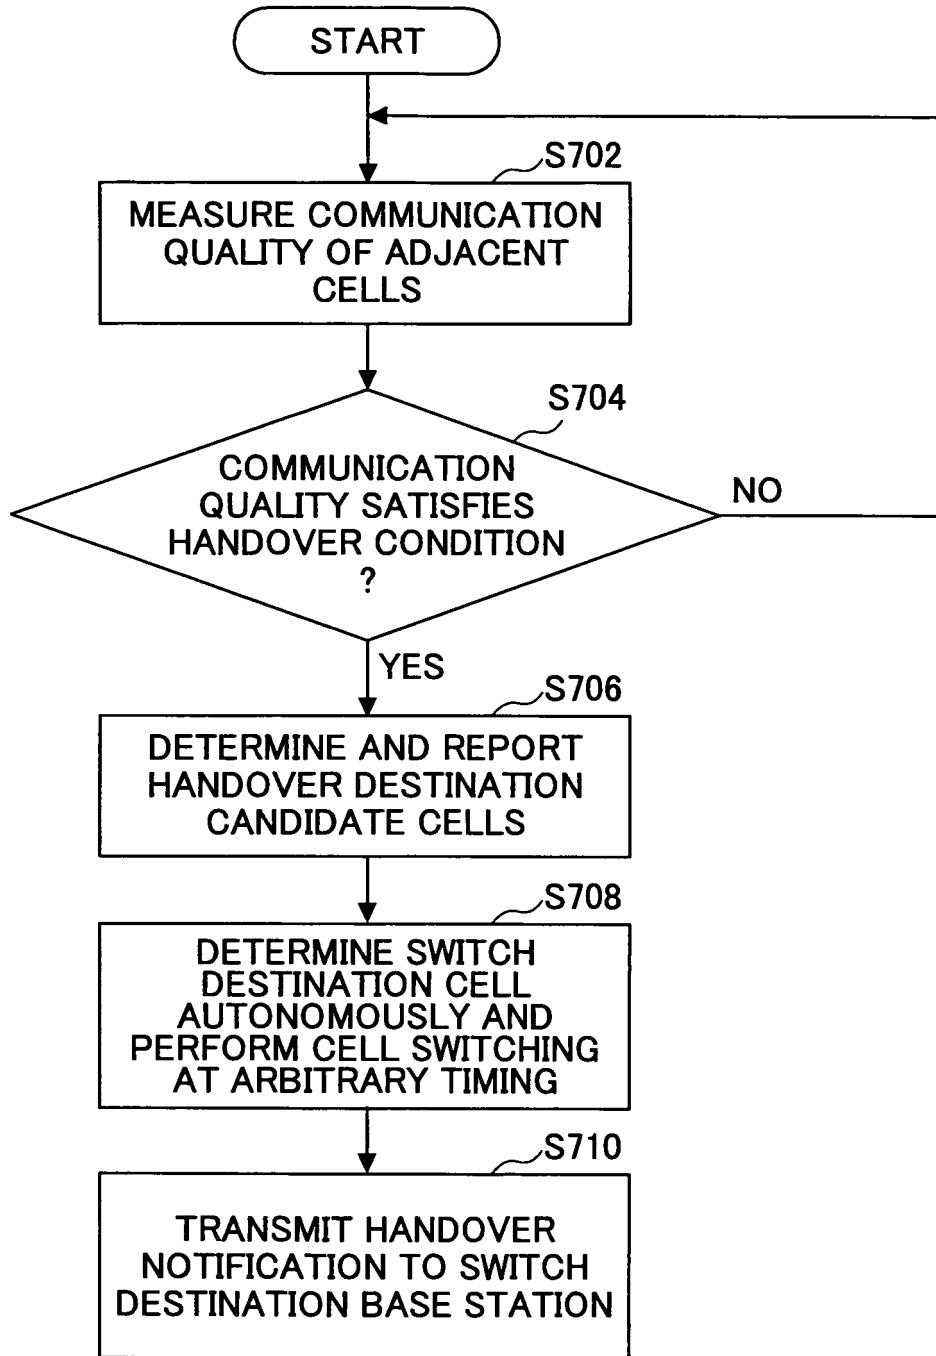 START
S702
MEASURE COMMUNICATION
QUALITY OF ADJACENT
CELLS
S704
COMMUNICATION
QUALITY SATISFIES
HANDOVER CONDITION
?
NO
YES
S706
DETERMINE AND REPORT
HANDOVER DESTINATION
CANDIDATE CELLS
S708
DETERMINE SWITCH
DESTINATION CELL
AUTONOMOUSLY AND
PERFORM CELL SWITCHING
AT ARBITRARY TIMING
S710
TRANSMIT HANDOVER
NOTIFICATION TO SWITCH
DESTINATION BASE STATION